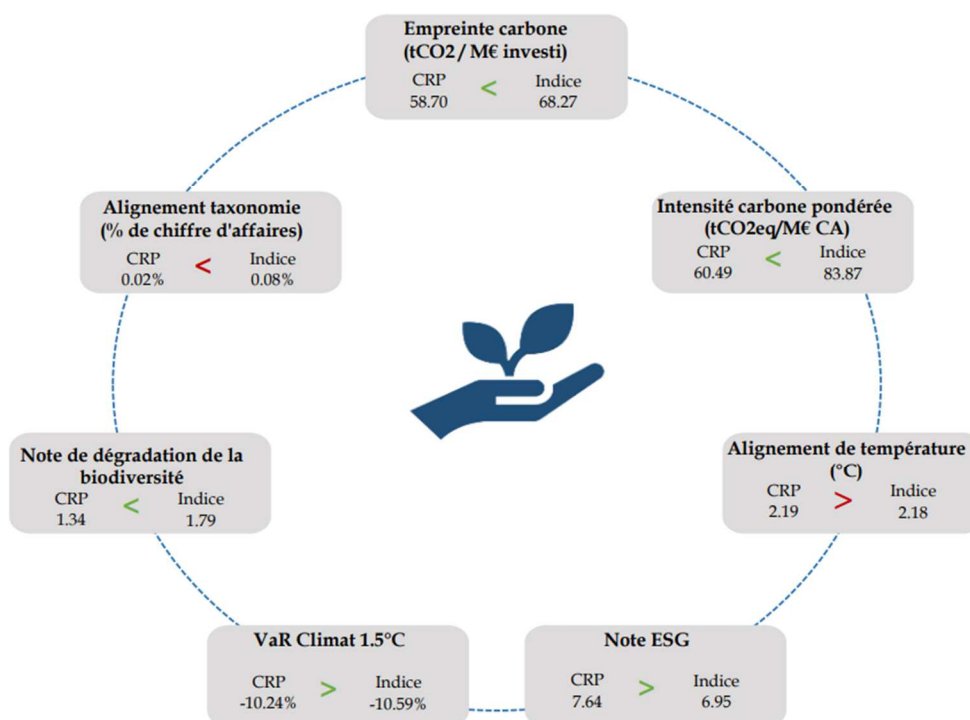 Empreinte carbone
(tCO2 / M€ investi)
CRP < Indice
58.70 68.27
Alignement taxonomie
(% de chiffre d'affaires)
CRP < Indice
0.02% 0.08%
Intensité carbone pondérée
(tCO2eq/M€ CA)
CRP < Indice
60.49 83.87
Note de dégradation de la
biodiversité
CRP < Indice
1.34 1.79
Alignement de température
(°C)
CRP > Indice
2.19 2.18
VaR Climat 1.5°C
CRP > Indice
-10.24% -10.59%
Note ESG
CRP > Indice
7.64 6.95